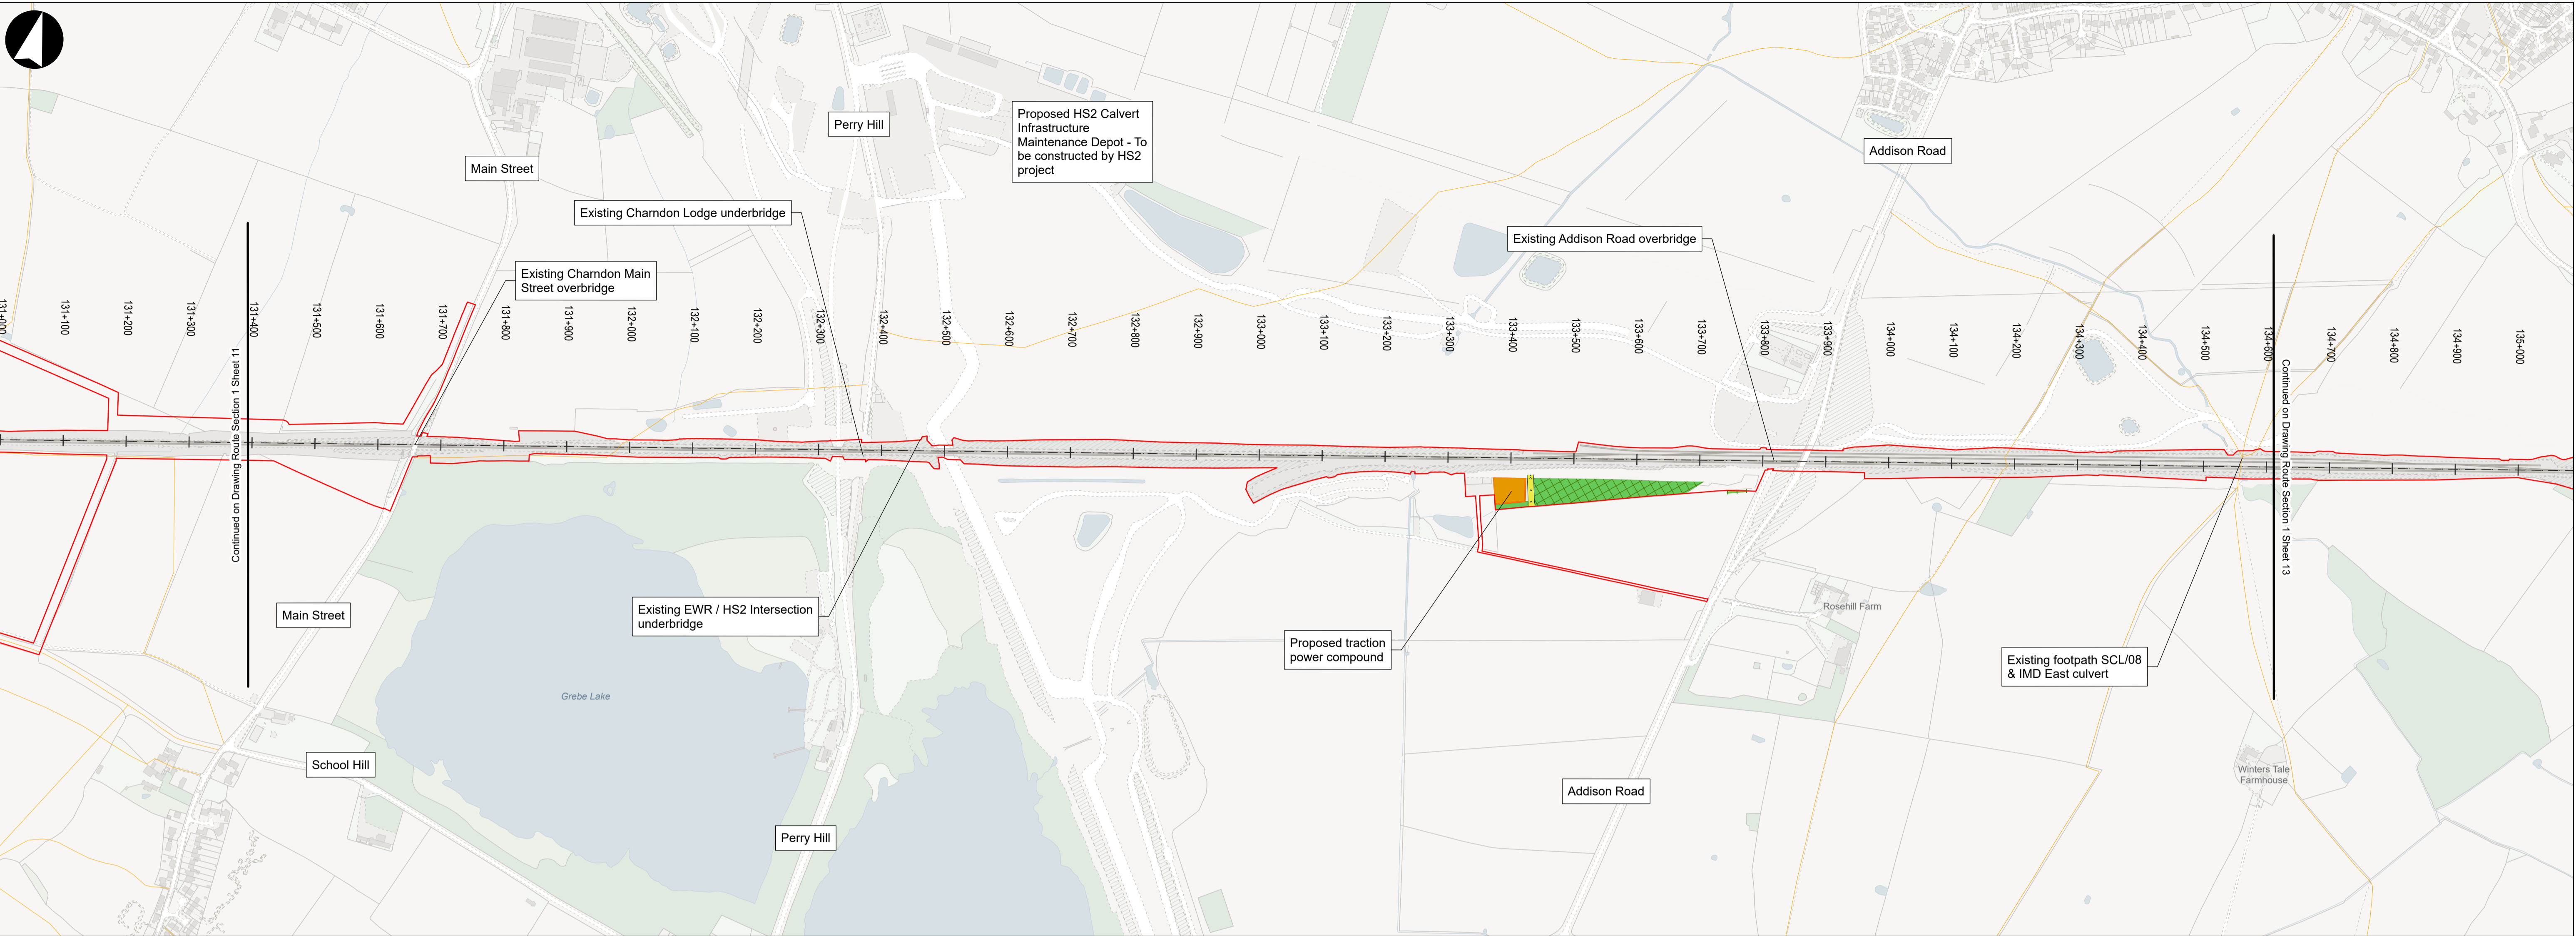 Perry Hill
Proposed HS2 Calvert
Infrastructure
Maintenance Depot - To
be constructed by HS2
project
Main Street
Addison Road
Existing Charndon Lodge underbridge
Existing Addison Road overbridge
Existing Charndon Main
Street overbridge
131+000
131+100
131+200
131+300
131+400
131+500
131+600
131+700
131+800
131+900
132+000
132+100
132+200
132+300
132+400
132+500
132+600
132+700
132+800
132+900
133+000
133+100
133+200
133+300
133+400
133+500
133+600
133+700
133+800
133+900
134+000
134+100
134+200
134+300
134+400
134+500
134+600
134+700
134+800
134+900
135+000
Continued on Drawing Route Section 1 Sheet 11
Continued on Drawing Route Section 1 Sheet 13
Main Street
Existing EWR / HS2 Intersection
underbridge
Rosehill Farm
Proposed traction
power compound
Existing footpath SCL/08
& IMD East culvert
Grebe Lake
School Hill
Winters Tale
Farmhouse
Addison Road
Perry Hill